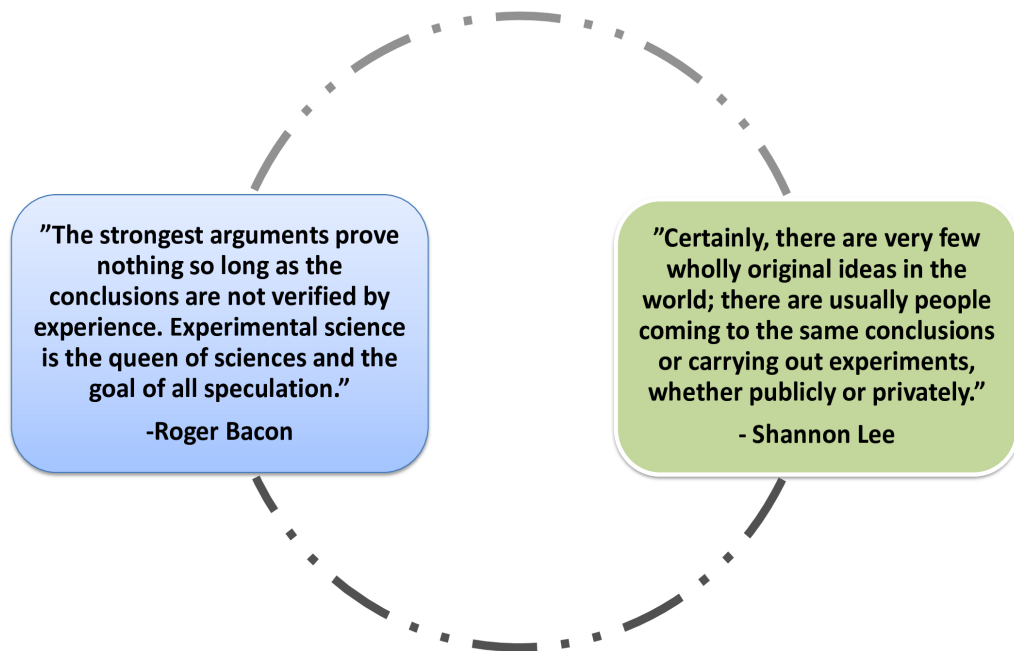 ”The strongest arguments prove
nothing so long as the
conclusions are not verified by
experience. Experimental science
is the queen of sciences and the
goal of all speculation.”
-Roger Bacon
”Certainly, there are very few
wholly original ideas in the
world; there are usually people
coming to the same conclusions
or carrying out experiments,
whether publicly or privately.”
- Shannon Lee